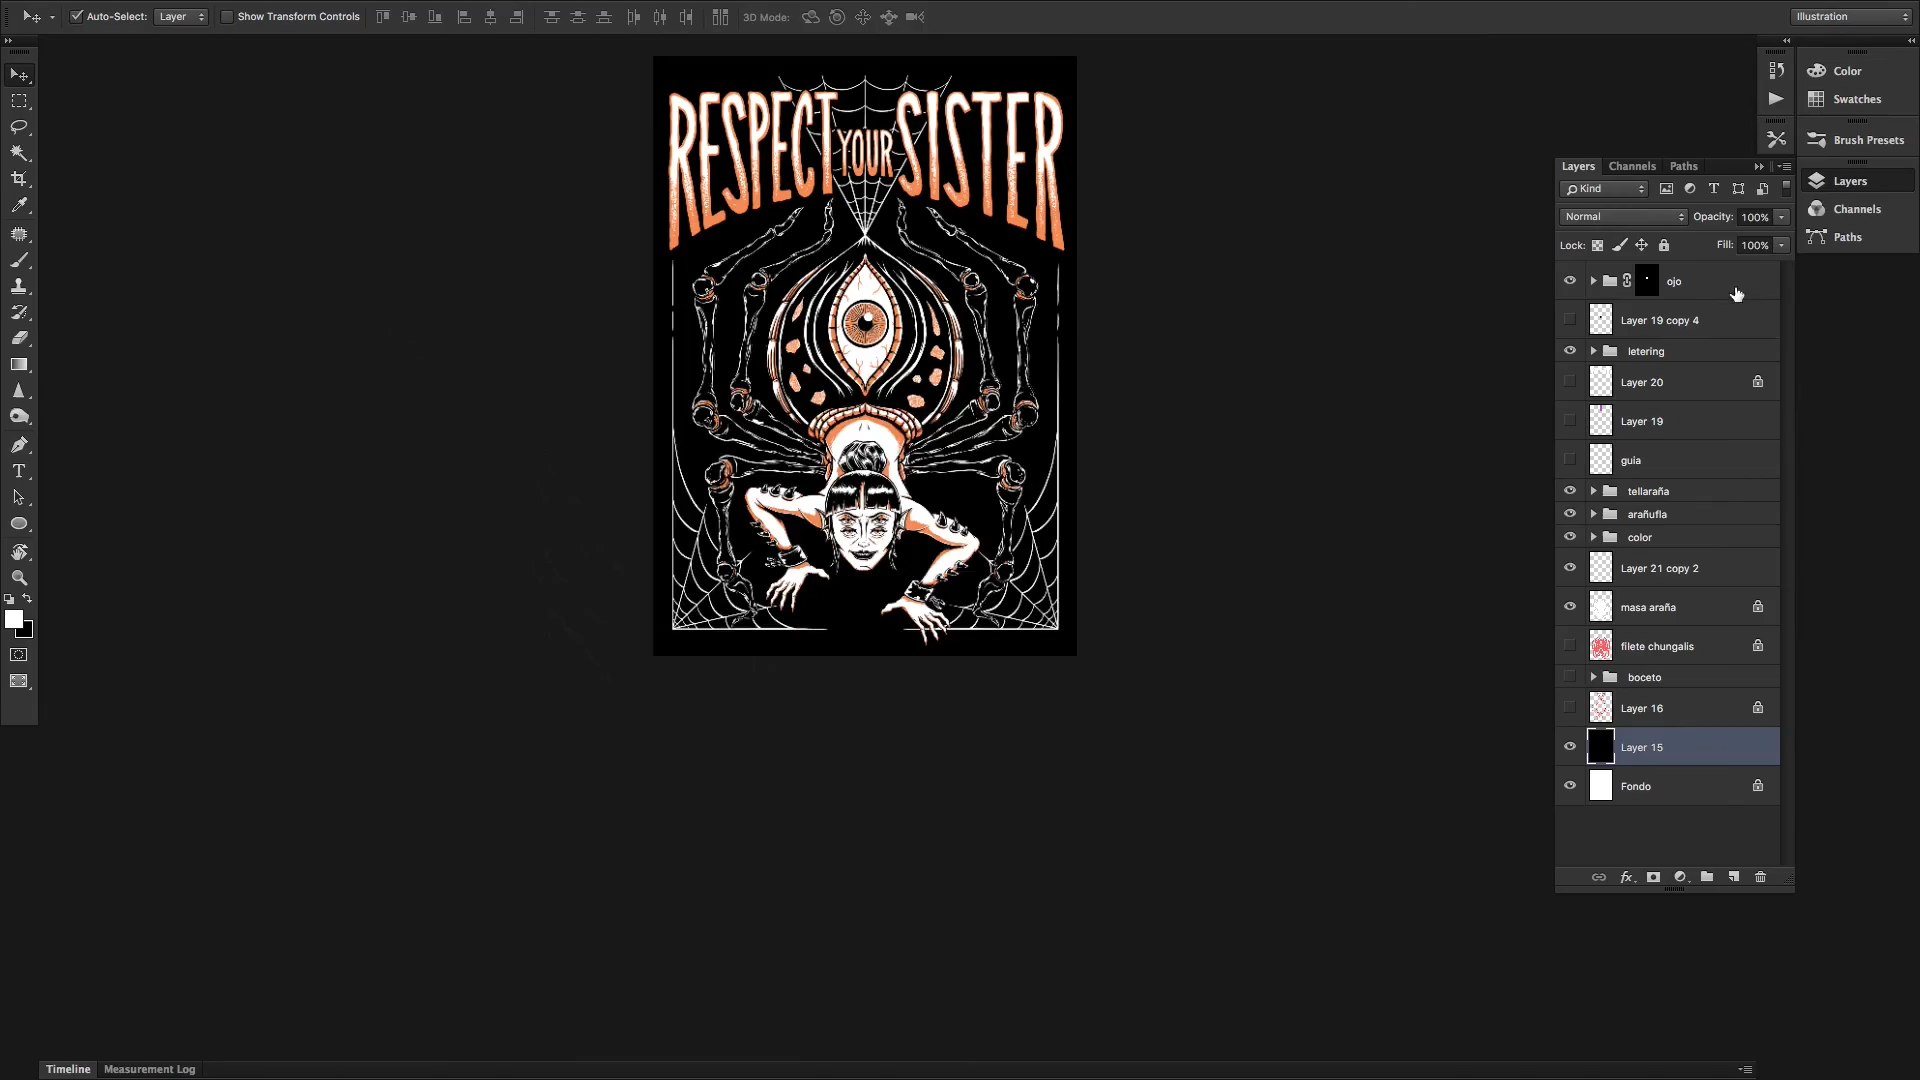 Auto-Select: Layer Show Transform Controls 3D Mode: Illustration
Color
Swatches
Brush Presets
Layers
Channels
Paths
Layers Channels Paths
Kind
Normal Opacity: 100%
Lock: Fill: 100%
ojo
Layer 19 copy 4
letering
Layer 20
Layer 19
guia
tellaraña
arañufla
color
Layer 21 copy 2
masa araña
filete chungalis
boceto
Layer 16
Layer 15
Fondo
fx
T
RESPECT YOUR SISTER
Timeline Measurement Log